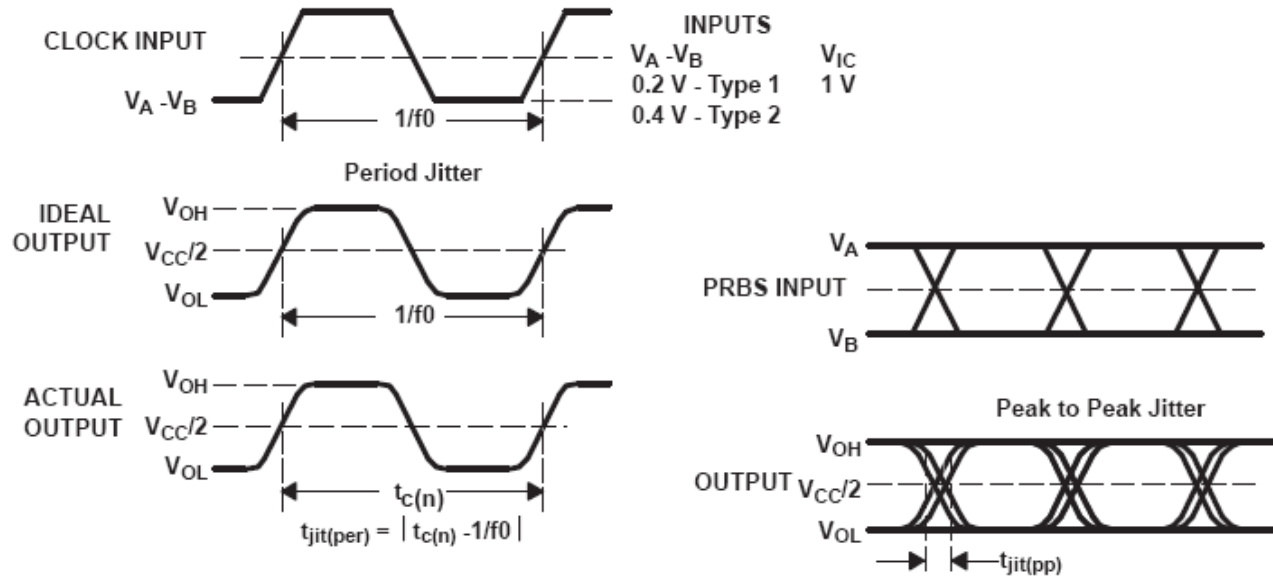 CLOCK INPUT
V_A -V_B
1/f0
INPUTS
V_A -V_B V_IC
0.2 V - Type 1 1 V
0.4 V - Type 2
Period Jitter
IDEAL
OUTPUT
V_OH
V_CC/2
V_OL
1/f0
ACTUAL
OUTPUT
V_OH
V_CC/2
V_OL
t_c(n)
t_jit(per) = | t_c(n) -1/f0 |
V_A
PRBS INPUT
V_B
Peak to Peak Jitter
V_OH
OUTPUT V_CC/2
V_OL
t_jit(pp)